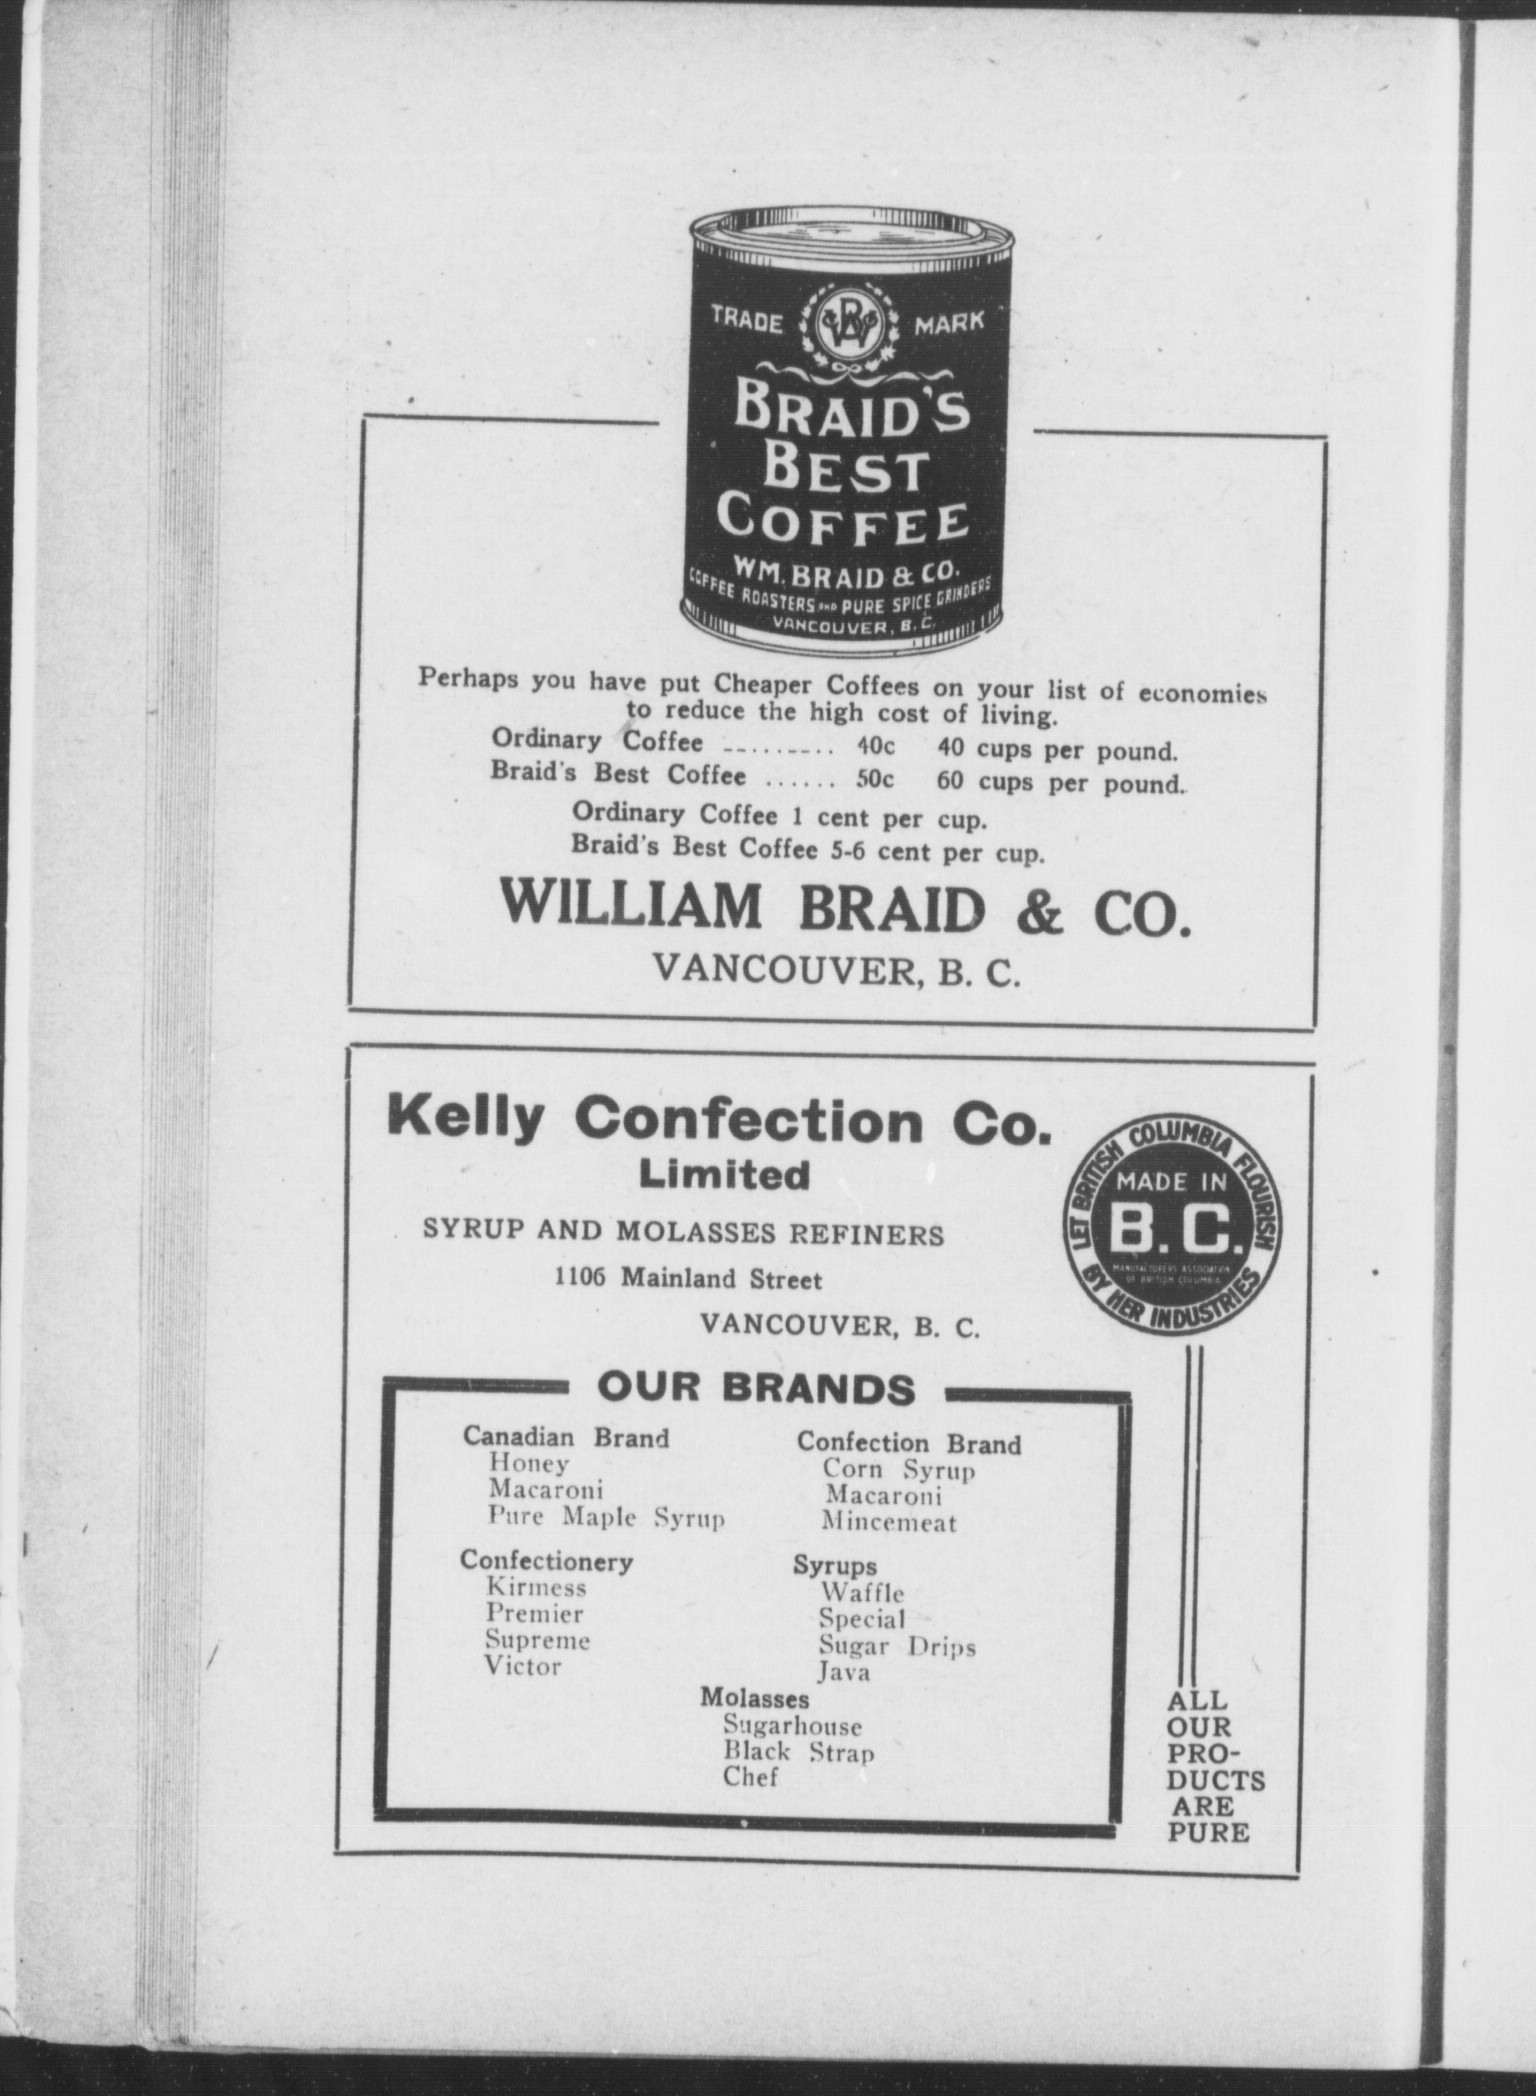 TRADE MARK
BRAID'S
BEST
COFFEE
WM. BRAID & CO.
COFFEE ROASTERS AND PURE SPICE GRINDERS
VANCOUVER, B. C.
Perhaps you have put Cheaper Coffees on your list of economies
to reduce the high cost of living.
Ordinary Coffee ......... 40c 40 cups per pound.
Braid's Best Coffee ...... 50c 60 cups per pound.
Ordinary Coffee 1 cent per cup.
Braid's Best Coffee 5-6 cent per cup.
WILLIAM BRAID & CO.
VANCOUVER, B. C.
Kelly Confection Co.
Limited
SYRUP AND MOLASSES REFINERS
1106 Mainland Street
VANCOUVER, B. C.
LET BRITISH COLUMBIA FLOURISH
BY HER INDUSTRIES
MADE IN
B. C.
MANUFACTURERS ASSOCIATION
OF BRITISH COLUMBIA
OUR BRANDS
Canadian Brand
Honey
Macaroni
Pure Maple Syrup
Confection Brand
Corn Syrup
Macaroni
Mincemeat
Confectionery
Kirmess
Premier
Supreme
Victor
Syrups
Waffle
Special
Sugar Drips
Java
Molasses
Sugarhouse
Black Strap
Chef
ALL
OUR
PRO-
DUCTS
ARE
PURE